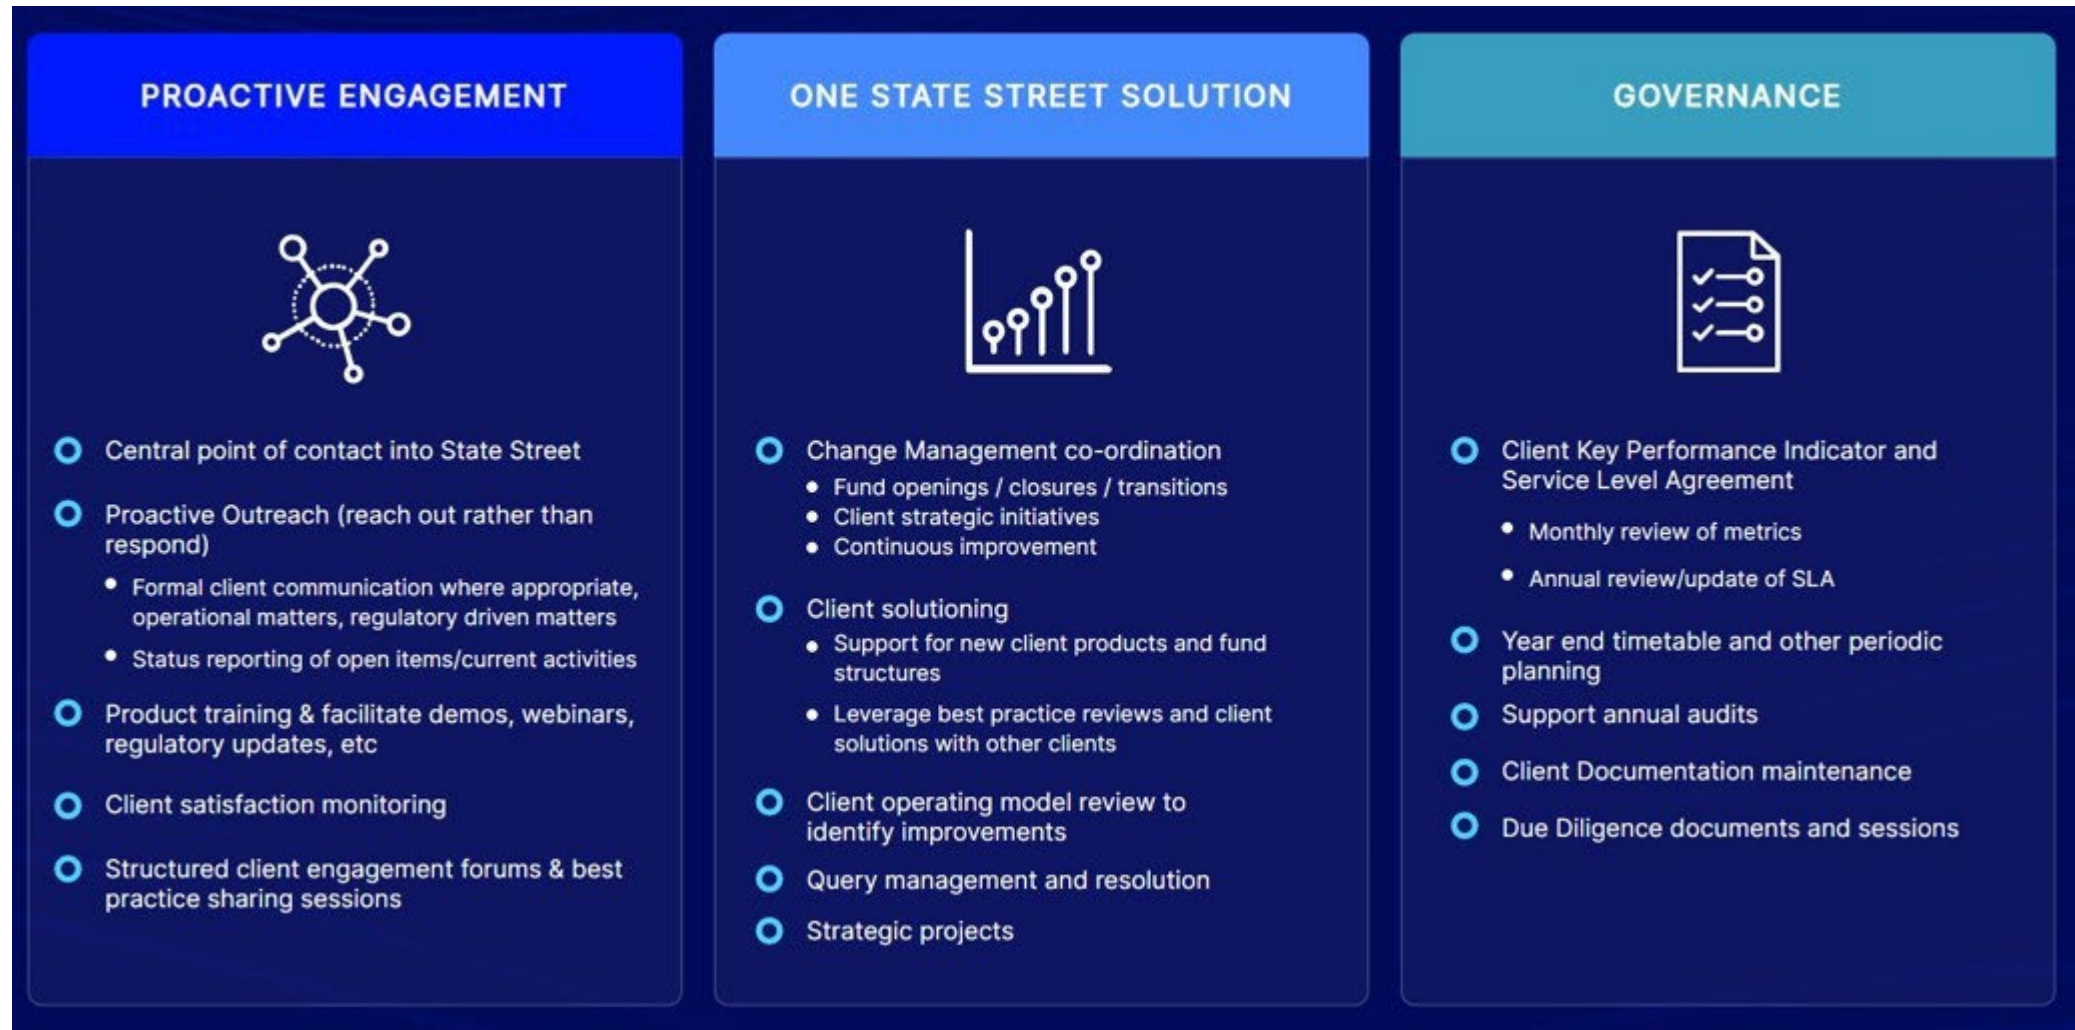 PROACTIVE ENGAGEMENT
Central point of contact into State Street
Proactive Outreach (reach out rather than
respond)
Formal client communication where appropriate,
operational matters, regulatory driven matters
Status reporting of open items/current activities
Product training & facilitate demos, webinars,
regulatory updates, etc
Client satisfaction monitoring
Structured client engagement forums & best
practice sharing sessions
ONE STATE STREET SOLUTION
Change Management co-ordination
Fund openings / closures / transitions
Client strategic initiatives
Continuous improvement
Client solutioning
Support for new client products and fund
structures
Leverage best practice reviews and client
solutions with other clients
Client operating model review to
identify improvements
Query management and resolution
Strategic projects
GOVERNANCE
Client Key Performance Indicator and
Service Level Agreement
Monthly review of metrics
Annual review/update of SLA
Year end timetable and other periodic
planning
Support annual audits
Client Documentation maintenance
Due Diligence documents and sessions